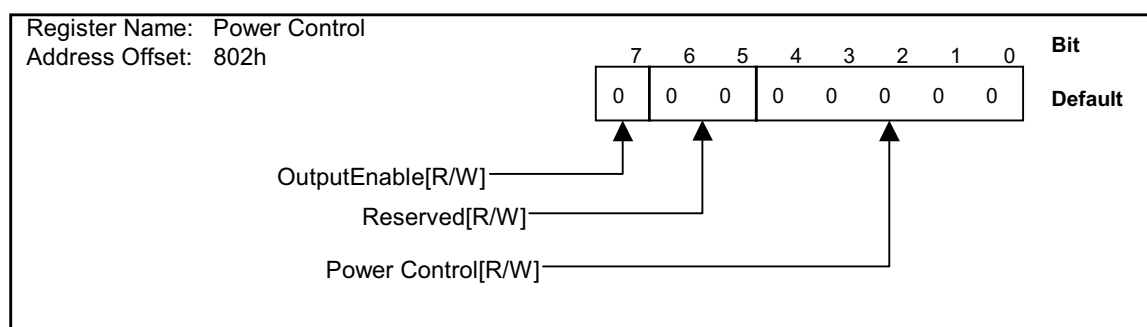 Register Name: Power Control
Address Offset: 802h
7 6 5 4 3 2 1 0 Bit
0 0 0 0 0 0 0 0 Default
OutputEnable[R/W]
Reserved[R/W]
Power Control[R/W]